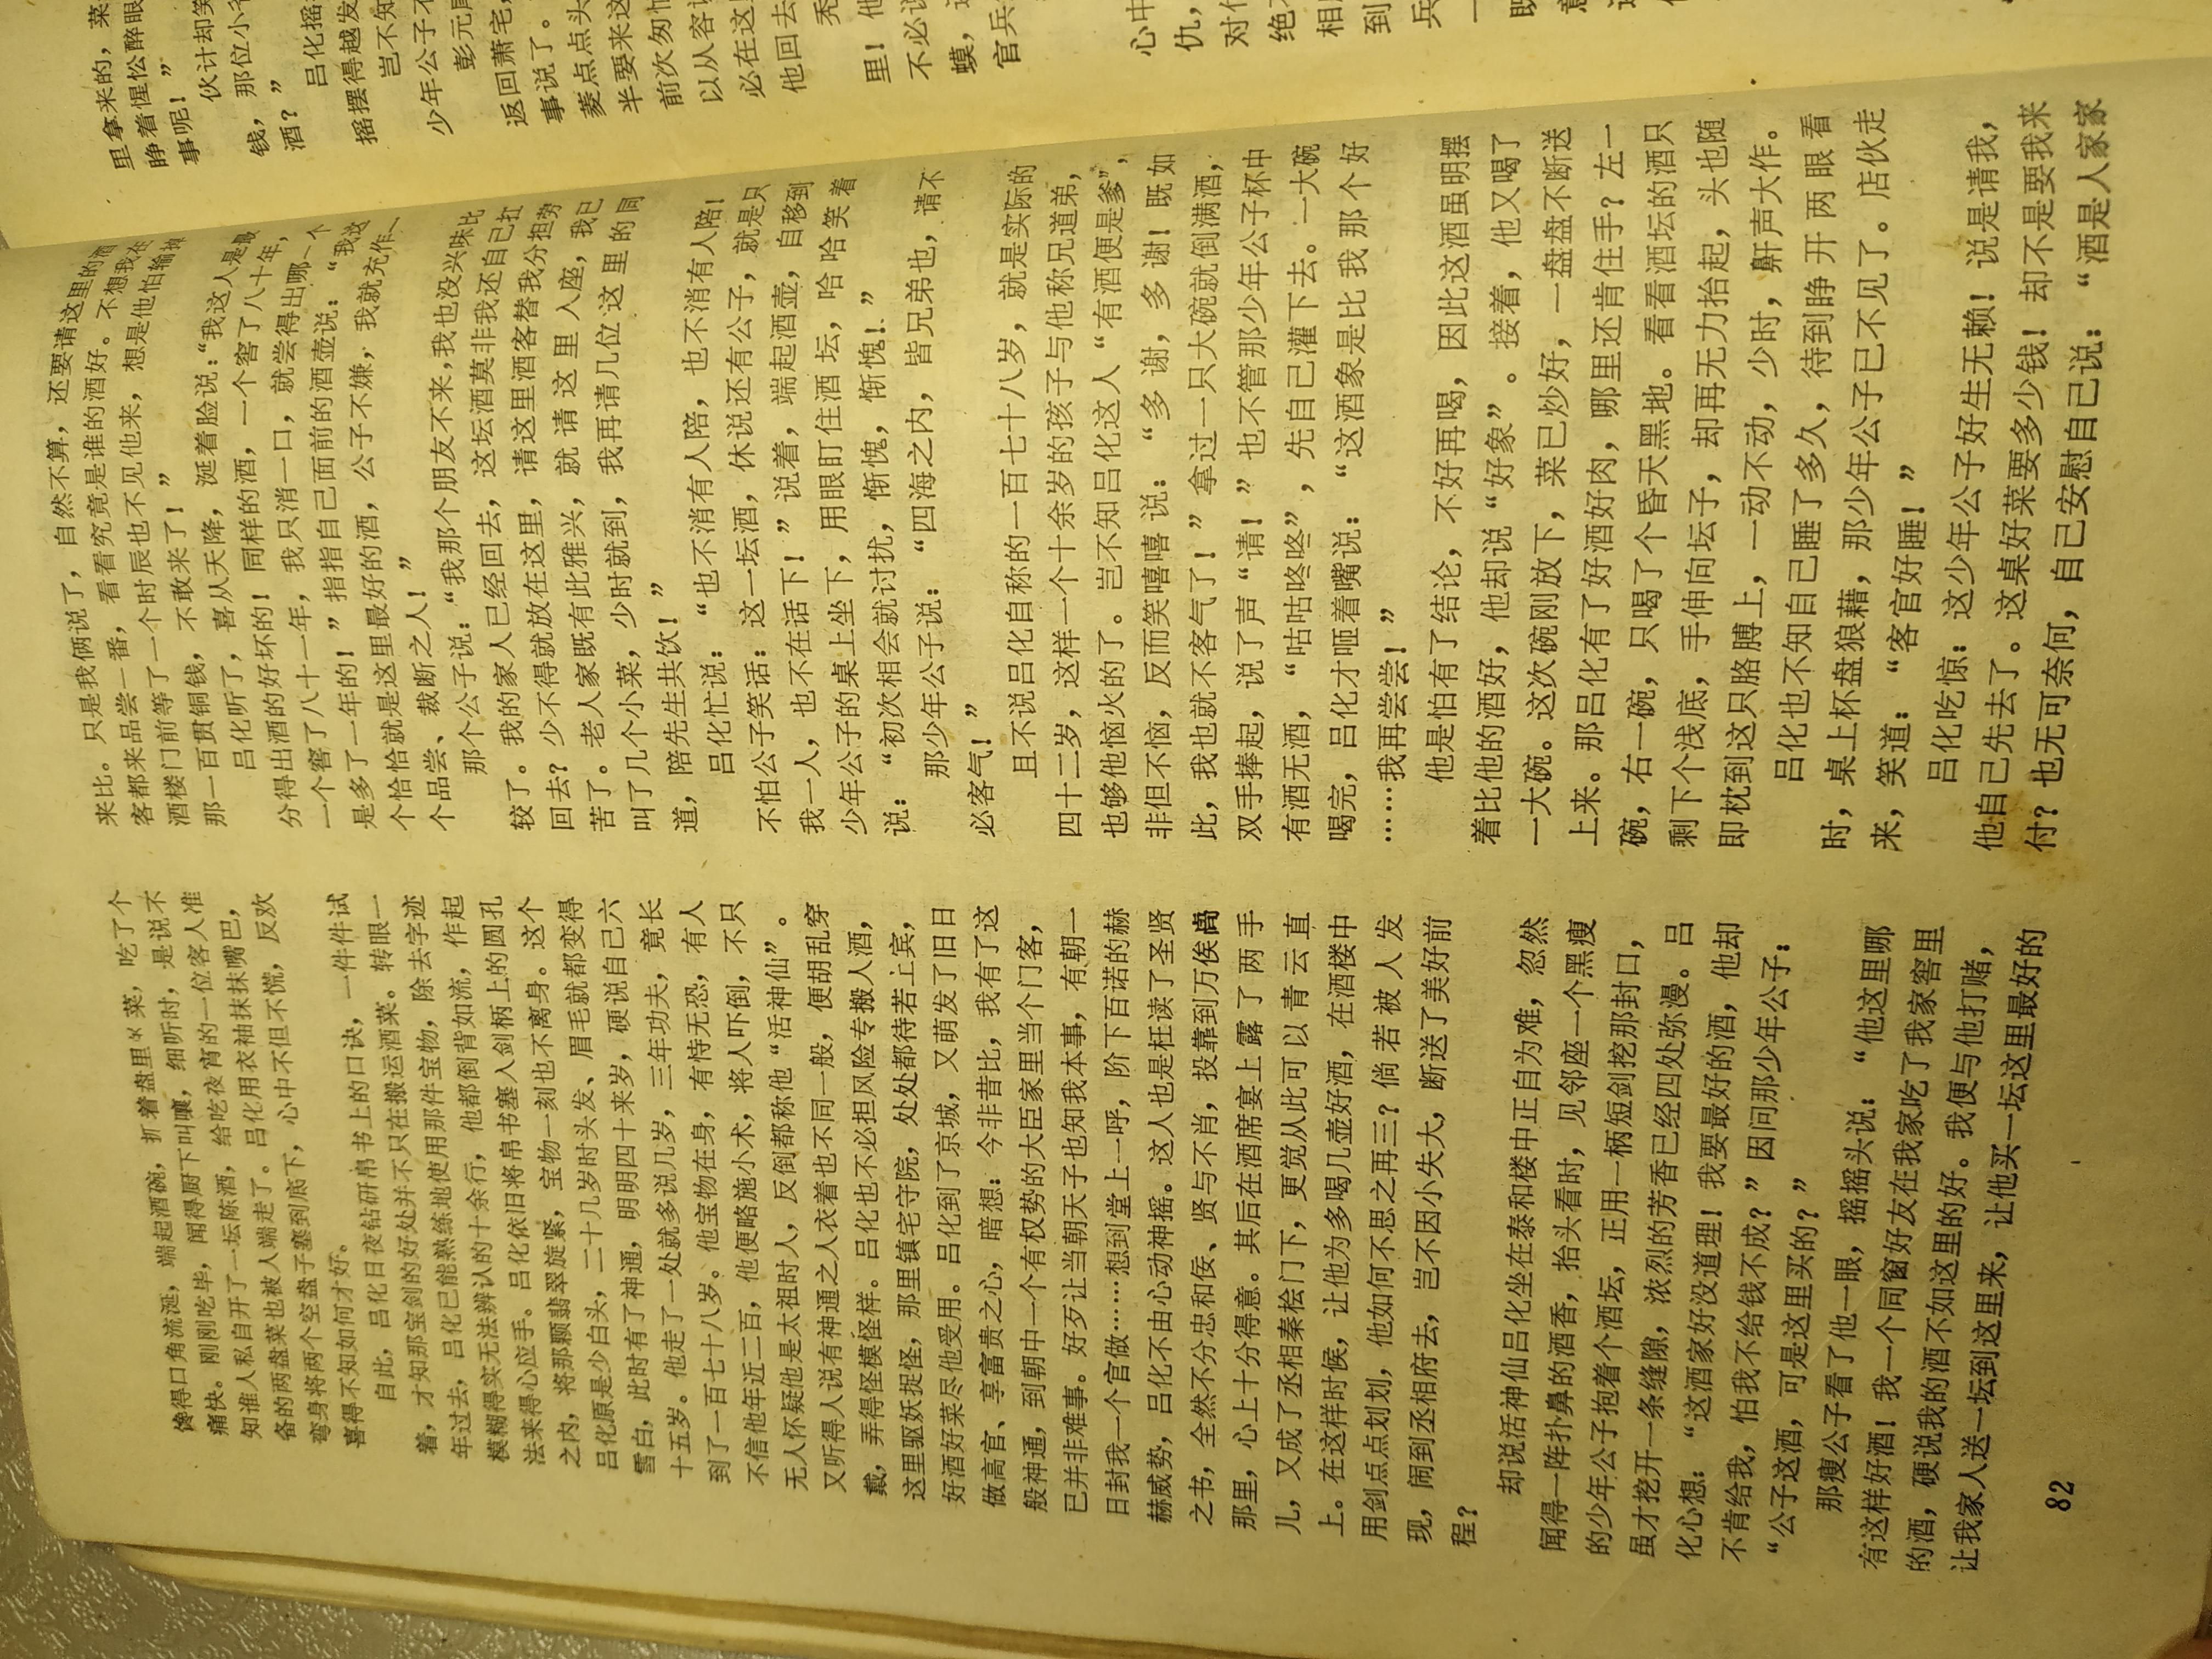 馋得口角流涎，端起酒碗，折着盘里菜，吃了个
痛快。刚刚吃毕，闻得厨下叫嚷，细听时，是说不
知谁人私自开了一坛陈酒，给吃夜宵的一位客人准
备的两盘菜也被人端走了。吕化用衣袖抹抹嘴巴，
弯身将两个空盘子塞到底下，心中不但不慌，反欢
喜得不知如何才好。
自此，吕化日夜钻研帛书上的口诀，一件件试
着，才知那宝剑的好处并不只在搬运酒菜。转眼一
年过去，吕化已能熟练地使用那件宝物，除去字迹
模糊得实无法辨认的十余行，他都倒背如流，作起
法来得心应手。吕化依旧将帛书塞入剑柄上的圆孔
之内，将那颗翡翠旋紧，宝物一刻也不离身。这个
吕化原是少白头，二十几岁时头发、眉毛就都变得
雪白，此时有了神通，明明四十来岁，硬说自己六
十五岁。他走了一处就多说几岁，三年功夫，竟长
到了一百七十八岁。他宝物在身，有恃无恐，有人
不信他年近二百，他便略施小术，将人吓倒，不只
无人怀疑他是太祖时人，反倒都称他“活神仙”。
又听得人说有神通之人衣着也不同一般，便胡乱穿
戴，弄得怪模怪样。吕化也不必担风险专搬人酒，
这里驱妖捉怪，那里镇宅守院，处处都待若上宾，
好酒好菜尽他受用。吕化到了京城，又萌发了旧日
做高官、享富贵之心，暗想：今非昔比，我有了这
般神通，到朝中一个有权势的大臣家里当个门客，
已并非难事。好歹让当朝天子也知我本事，有朝一
日封我一个官做……想到堂上一呼，阶下百诺的赫
赫威势，吕化不由心动神摇。这人也是枉读了圣贤
之书，全然不分忠和佞、贤与不肖，投靠到万俟卨
那里，心上十分得意。其后在酒席宴上露了两手
儿，又成了丞相秦桧门下，更觉从此可以青云直
上。在这样时候，让他为多喝几壶好酒，在酒楼中
用剑点点划划，他如何不思之再三？倘若被人发
现，闹到丞相府去，岂不因小失大，断送了美好前
程？
却说活神仙吕化坐在泰和楼中正自为难，忽然
闻得一阵扑鼻的酒香，抬头看时，见邻座一个黑瘦
的少年公子抱着个酒坛，正用一柄短剑挖那封口，
虽才挖开一条缝隙，浓烈的芳香已经四处弥漫。吕
化心想：“这酒家好没道理！我要最好的酒，他却
不肯给我，怕我不给钱不成？”因问那少年公子：
“公子这酒，可是这里买的？”
那瘦公子看了他一眼，摇摇头说：“他这里哪
有这样好酒！我一个同窗好友在我家吃了我家窖里
的酒，硬说我的酒不如这里的好。我便与他打赌，
让我家人送一坛到这里来，让他买一坛这里最好的
82
来比。只是我俩说了，自然不算，还要请这里的酒
客都来品尝一番，看看究竟是谁的酒好。不想我在
酒楼门前等了一个时辰也不见他来，想是他怕输掉
那一百贯铜钱，不敢来了！”
吕化听了，喜从天降，涎着脸说：“我这人是最
分得出酒的好坏的！同样的酒，一个窖了八十年，
一个窖了八十一年，我只消一口，就尝得出哪一个
是多了一年的！”指指自己面前的酒壶说：“我这
个恰恰就是这里最好的酒，公子不嫌，我就充作
个品尝、裁断之人！”
那个公子说：“我那个朋友不来，我也没兴味比
较了。我的家人已经回去，这坛酒莫非我还自己扛
回去？少不得就放在这里，请这里酒客替我分担劳
苦了。老人家既有此雅兴，就请这里入座，我已
叫了几个小菜，少时就到，我再请几位这里的同
道，陪先生共饮！”
吕化忙说：“也不消有人陪，也不消有人陪！
不怕公子笑话：这一坛酒，休说还有公子，就是只
我一人，也不在话下！”说着，端起酒壶，自移到
少年公子的桌上坐下，用眼盯住酒坛，哈哈笑着
说：“初次相会就讨扰，惭愧，惭愧！”
那少年公子说：“四海之内，皆兄弟也，请不
必客气！”
且不说吕化自称的一百七十八岁，就是实际的
四十二岁，这样一个十余岁的孩子与他称兄道弟，
也够他恼火的了。岂不知吕化这人“有酒便是爹”，
非但不恼，反而笑嘻嘻说：“多谢，多谢！既如
此，我也就不客气了！”拿过一只大碗就倒满酒，
双手捧起，说了声“请！”也不管那少年公子杯中
有酒无酒，“咕咕咚咚”，先自己灌下去。一大碗
喝完，吕化才咂着嘴说：“这酒象是比我那个好
……我再尝尝！”
他是怕有了结论，不好再喝，因此这酒虽明摆
着比他的酒好，他却说“好象”。接着，他又喝了
一大碗。这次碗刚放下，菜已炒好，一盘盘不断送
上来。那吕化有了好酒好肉，哪里还肯住手？左一
碗，右一碗，只喝了个昏天黑地。看看酒坛的酒只
剩下个浅底，手伸向坛子，却再无力抬起，头也随
即枕到这只胳膊上，一动不动，少时，鼾声大作。
吕化也不知自己睡了多久，待到睁开两眼看
时，桌上杯盘狼藉，那少年公子已不见了。店伙走
来，笑道：“客官好睡！”
吕化吃惊：这少年公子好生无赖！说是请我，
他自己先去了。这桌好菜要多少钱！却不是要我来
付？也无可奈何，自己安慰自己说：“酒是人家家
里拿来的，菜
睁着惺忪醉眼
事呢！”
伙计却笑
钱，那位小
酒？”
吕化摇
摇摆得越发
岂不知
少年公子不
彭元
返回萧宅，
事说了。
菱点点头
半要来这
前次匆忙
以从容
必在这里
他回去
里！他
不必
蟆，
官兵
心中
仇，
对
绝
相
到
兵